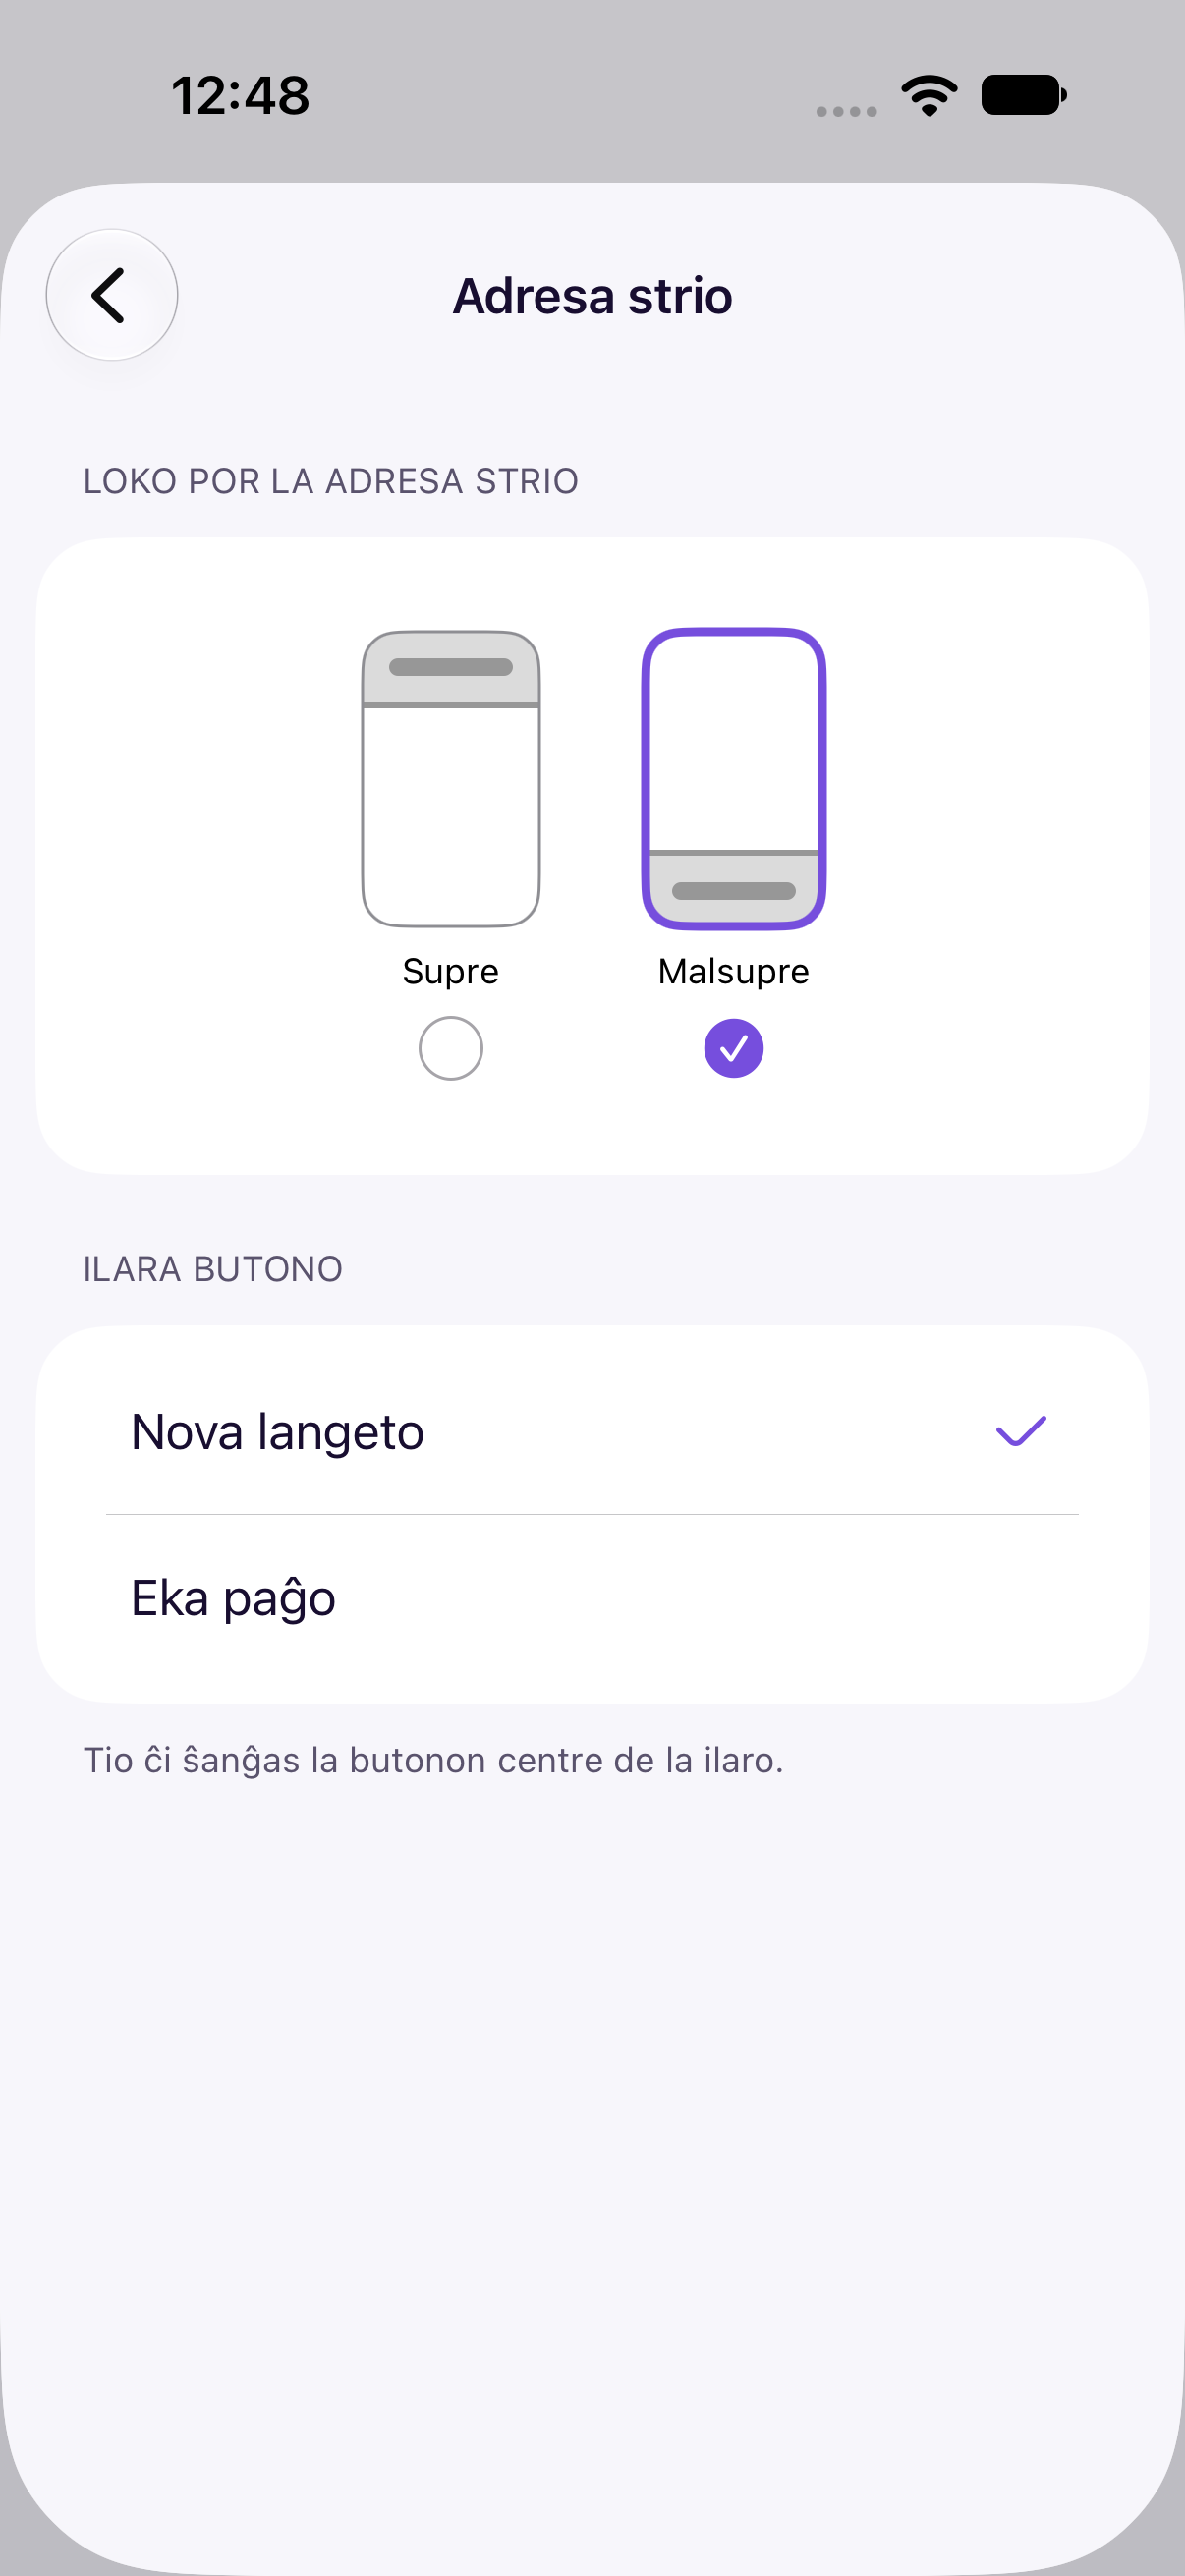 12:48
Adresa strio
LOKO POR LA ADRESA STRIO
Supre
Malsupre
ILARA BUTONO
Nova langeto
Eka paĝo
Tio ĉi ŝanĝas la butonon centre de la ilaro.